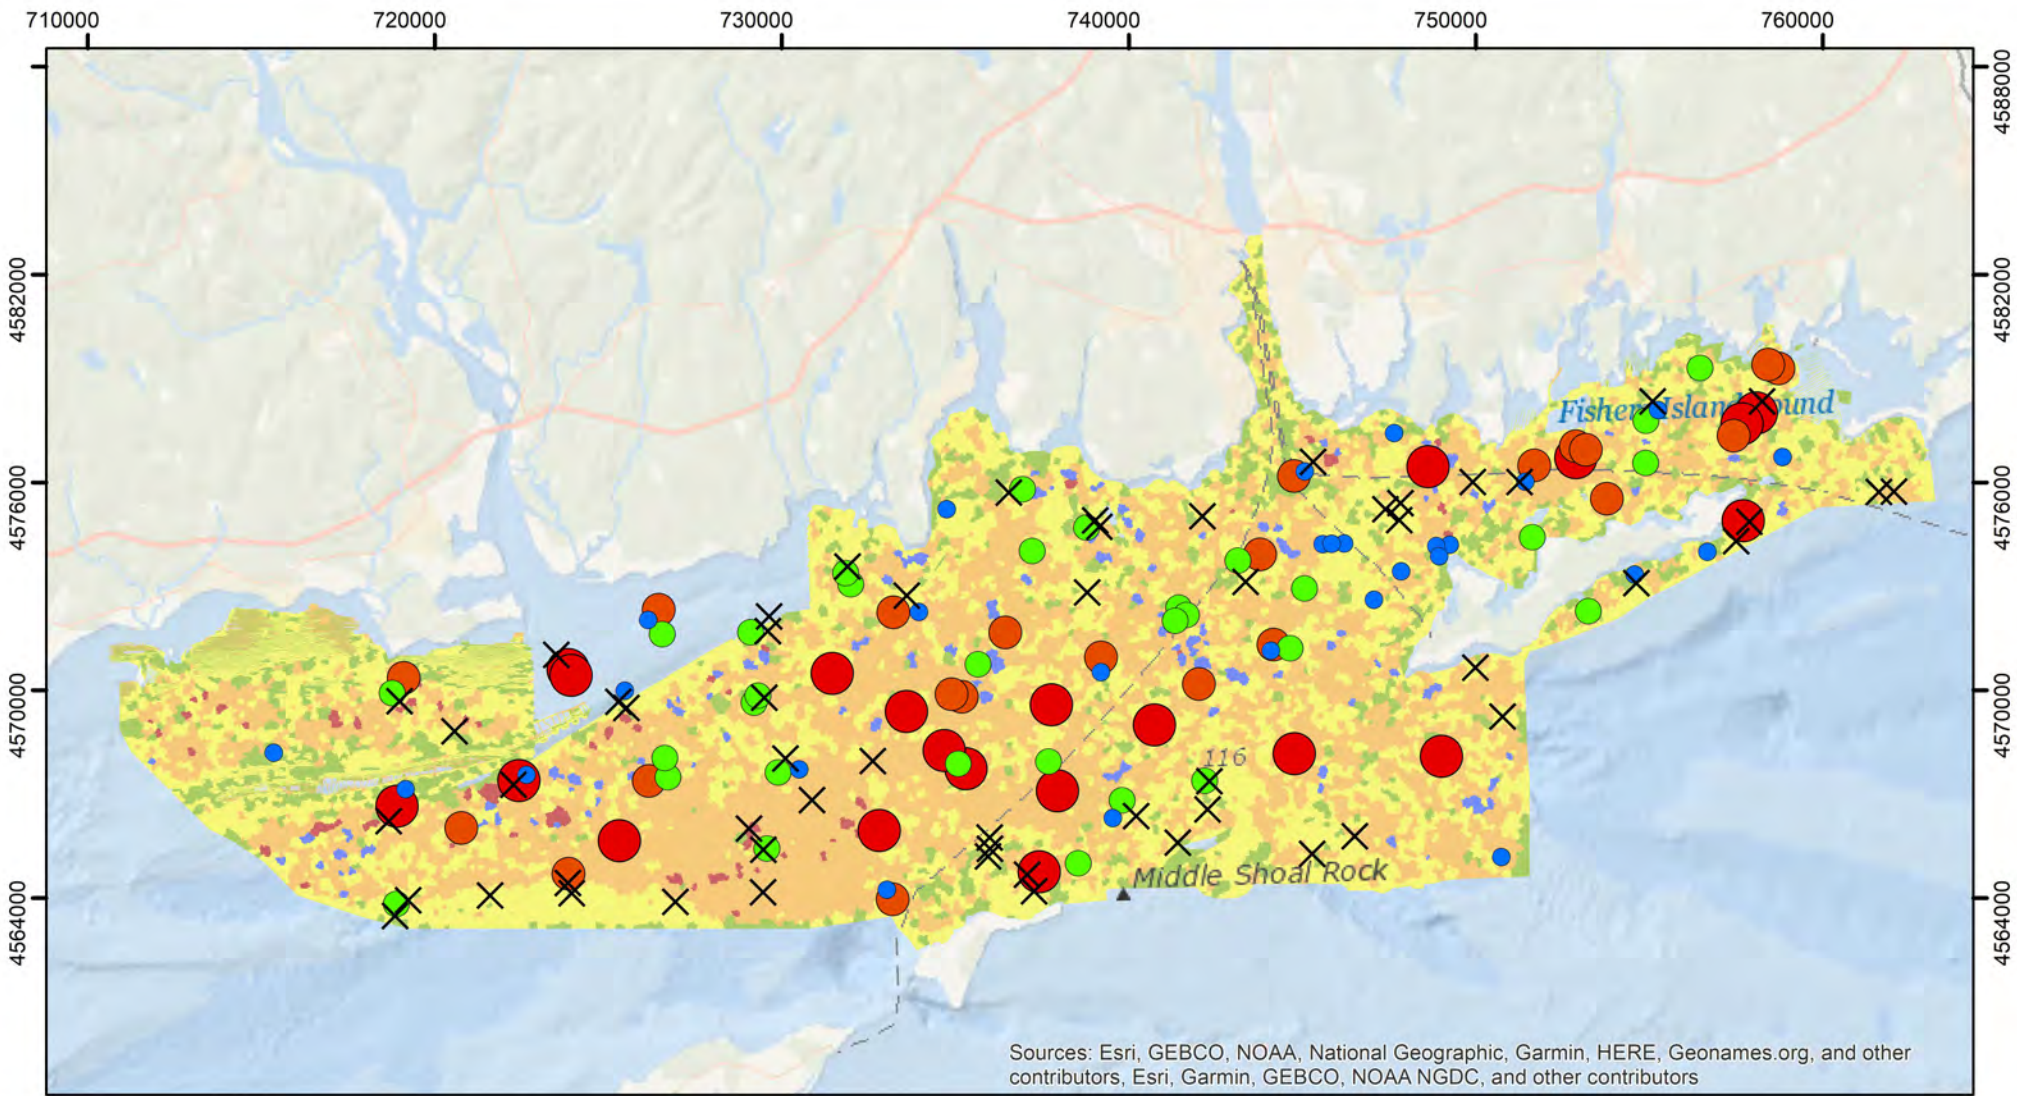 710000 720000 730000 740000 750000 760000
4588000 4588000
4582000 4582000
4576000 4576000
4570000 4570000
4564000 4564000
Fisher Island Sound
116
Middle Shoal Rock
Sources: Esri, GEBCO, NOAA, National Geographic, Garmin, HERE, Geonames.org, and other
contributors, Esri, Garmin, GEBCO, NOAA NGDC, and other contributors